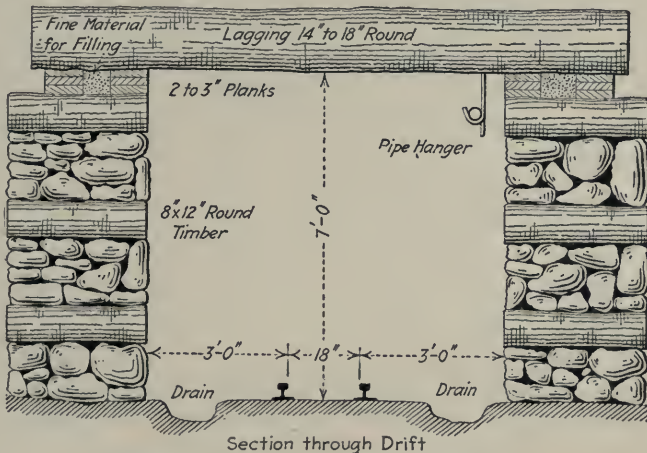 Fine Material
for Filling
Lagging 14" to 18" Round
2 to 3" Planks
Pipe Hanger
8"x12" Round
Timber
7'-0"
3'-0"
18"
3'-0"
Drain
Drain
Section through Drift